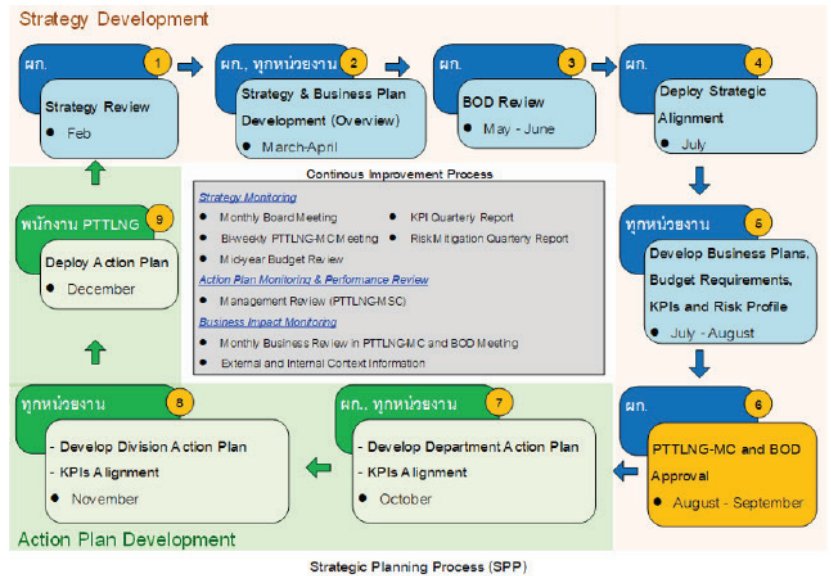 Strategy Development
ผก.
1
Strategy Review
● Feb
ผก., ทุกหน่วยงาน
2
Strategy & Business Plan
Development (Overview)
● March-April
ผก.
3
BOD Review
● May - June
ผก.
4
Deploy Strategic
Alignment
● July
ทุกหน่วยงาน
5
Develop Business Plans,
Budget Requirements,
KPIs and Risk Profile
● July - August
ผก.
6
PTTLNG-MC and BOD
Approval
● August - September
ผก., ทุกหน่วยงาน
7
- Develop Department Action Plan
- KPIs Alignment
● October
ทุกหน่วยงาน
8
- Develop Division Action Plan
- KPIs Alignment
● November
พนักงาน PTTLNG
9
Deploy Action Plan
● December
Continous Improvement Process
Strategy Monitoring
● Monthly Board Meeting
● Bi-weekly PTTLNG-MC Meeting
● Mid-year Budget Review
● KPI Quartery Report
● Risk Mitigation Quartery Report
Action Plan Monitoring & Performance Review
● Management Review (PTTLNG-MSC)
Business Impact Monitoring
● Monthly Business Review in PTTLNG-MC and BOD Meeting
● External and Internal Context Information
Action Plan Development
Strategic Planning Process (SPP)